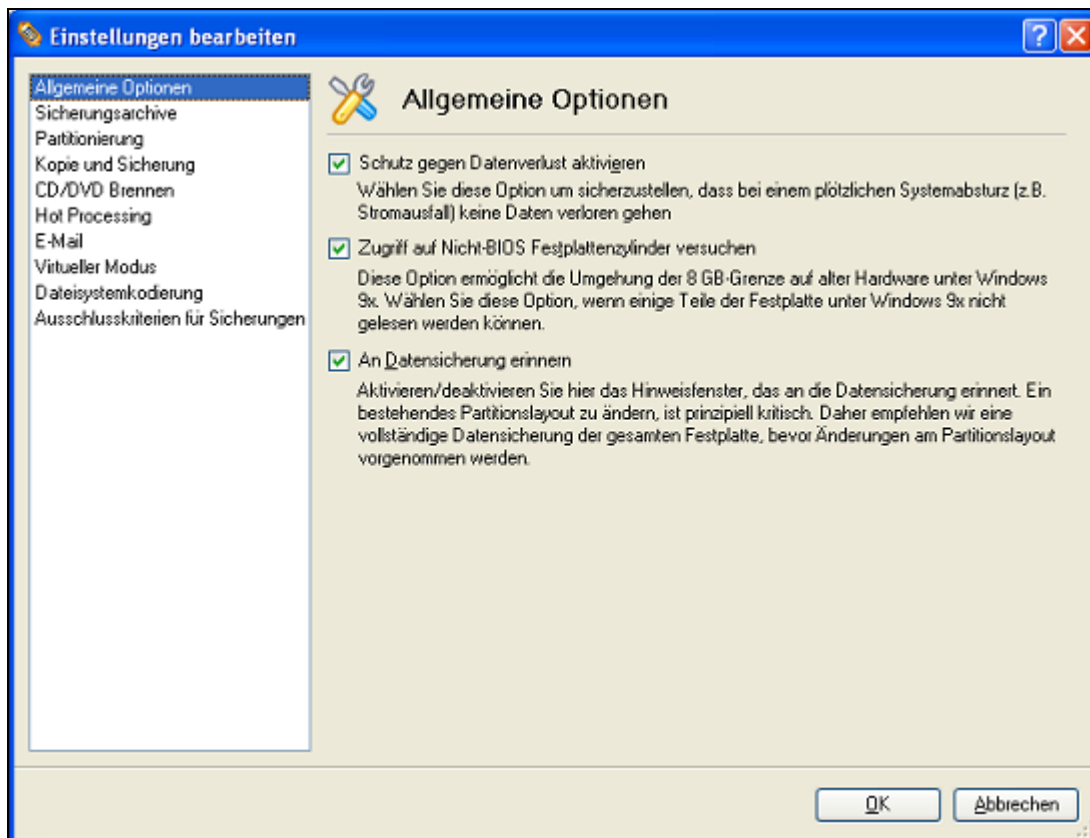 Einstellungen bearbeiten
Allgemeine Optionen
Sicherungsarchive
Partitionierung
Kopie und Sicherung
CD/DVD Brennen
Hot Processing
E-Mail
Virtueller Modus
Dateisystemkodierung
Ausschlusskriterien für Sicherungen
Allgemeine Optionen
Schutz gegen Datenverlust aktivieren
Wählen Sie diese Option um sicherzustellen, dass bei einem plötzlichen Systemabsturz (z.B.
Stromausfall) keine Daten verloren gehen
Zugriff auf Nicht-BIOS Festplattenzylinder versuchen
Diese Option ermöglicht die Umgehung der 8 GB-Grenze auf alter Hardware unter Windows
9x. Wählen Sie diese Option, wenn einige Teile der Festplatte unter Windows 9x nicht
gelesen werden können.
An Datensicherung erinnern
Aktivieren/deaktivieren Sie hier das Hinweisfenster, das an die Datensicherung erinnert. Ein
bestehendes Partitionslayout zu ändern, ist prinzipiell kritisch. Daher empfehlen wir eine
vollständige Datensicherung der gesamten Festplatte, bevor Änderungen am Partitionslayout
vorgenommen werden.
OK
Abbrechen